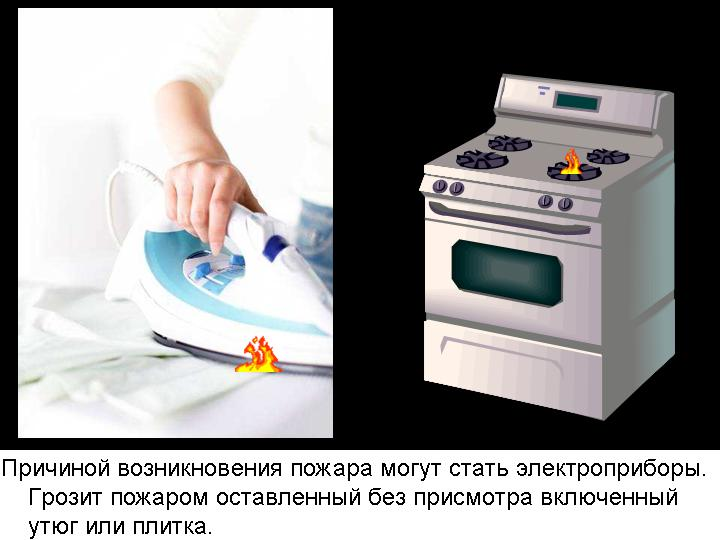 Причиной возникновения пожара могут стать электроприборы.
Грозит пожаром оставленный без присмотра включенный
утюг или плитка.